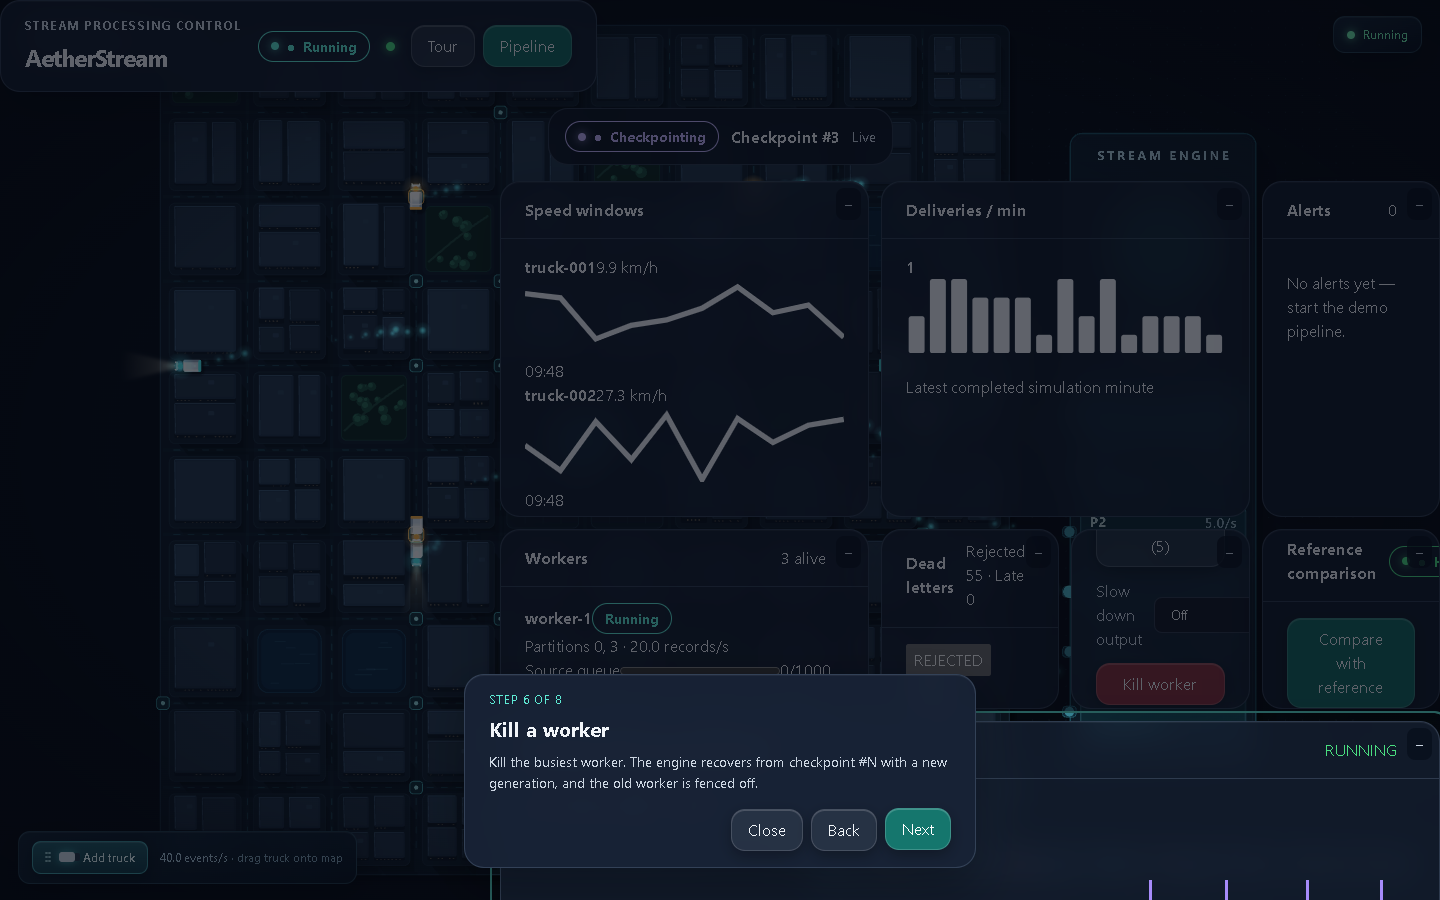 STREAM PROCESSING CONTROL
AetherStream
Running
Tour
Pipeline
Running
Checkpointing
Checkpoint #3
Live
STREAM ENGINE
Speed windows
–
truck-0019.9 km/h
09:48
truck-00227.3 km/h
09:48
Deliveries / min
–
1
Latest completed simulation minute
Alerts
0
–
No alerts yet —
start the demo
pipeline.
Workers
3 alive
–
worker-1 Running
Partitions 0, 3 · 20.0 records/s
Source queue 0/1000
Dead
letters
Rejected
55 · Late
0
–
REJECTED
P2
5.0/s
(5)
–
Slow
down
output
Off
Kill worker
Reference
comparison
–
Compare
with
reference
STEP 6 OF 8
Kill a worker
Kill the busiest worker. The engine recovers from checkpoint #N with a new
generation, and the old worker is fenced off.
Close
Back
Next
RUNNING
–
Add truck
40.0 events/s · drag truck onto map